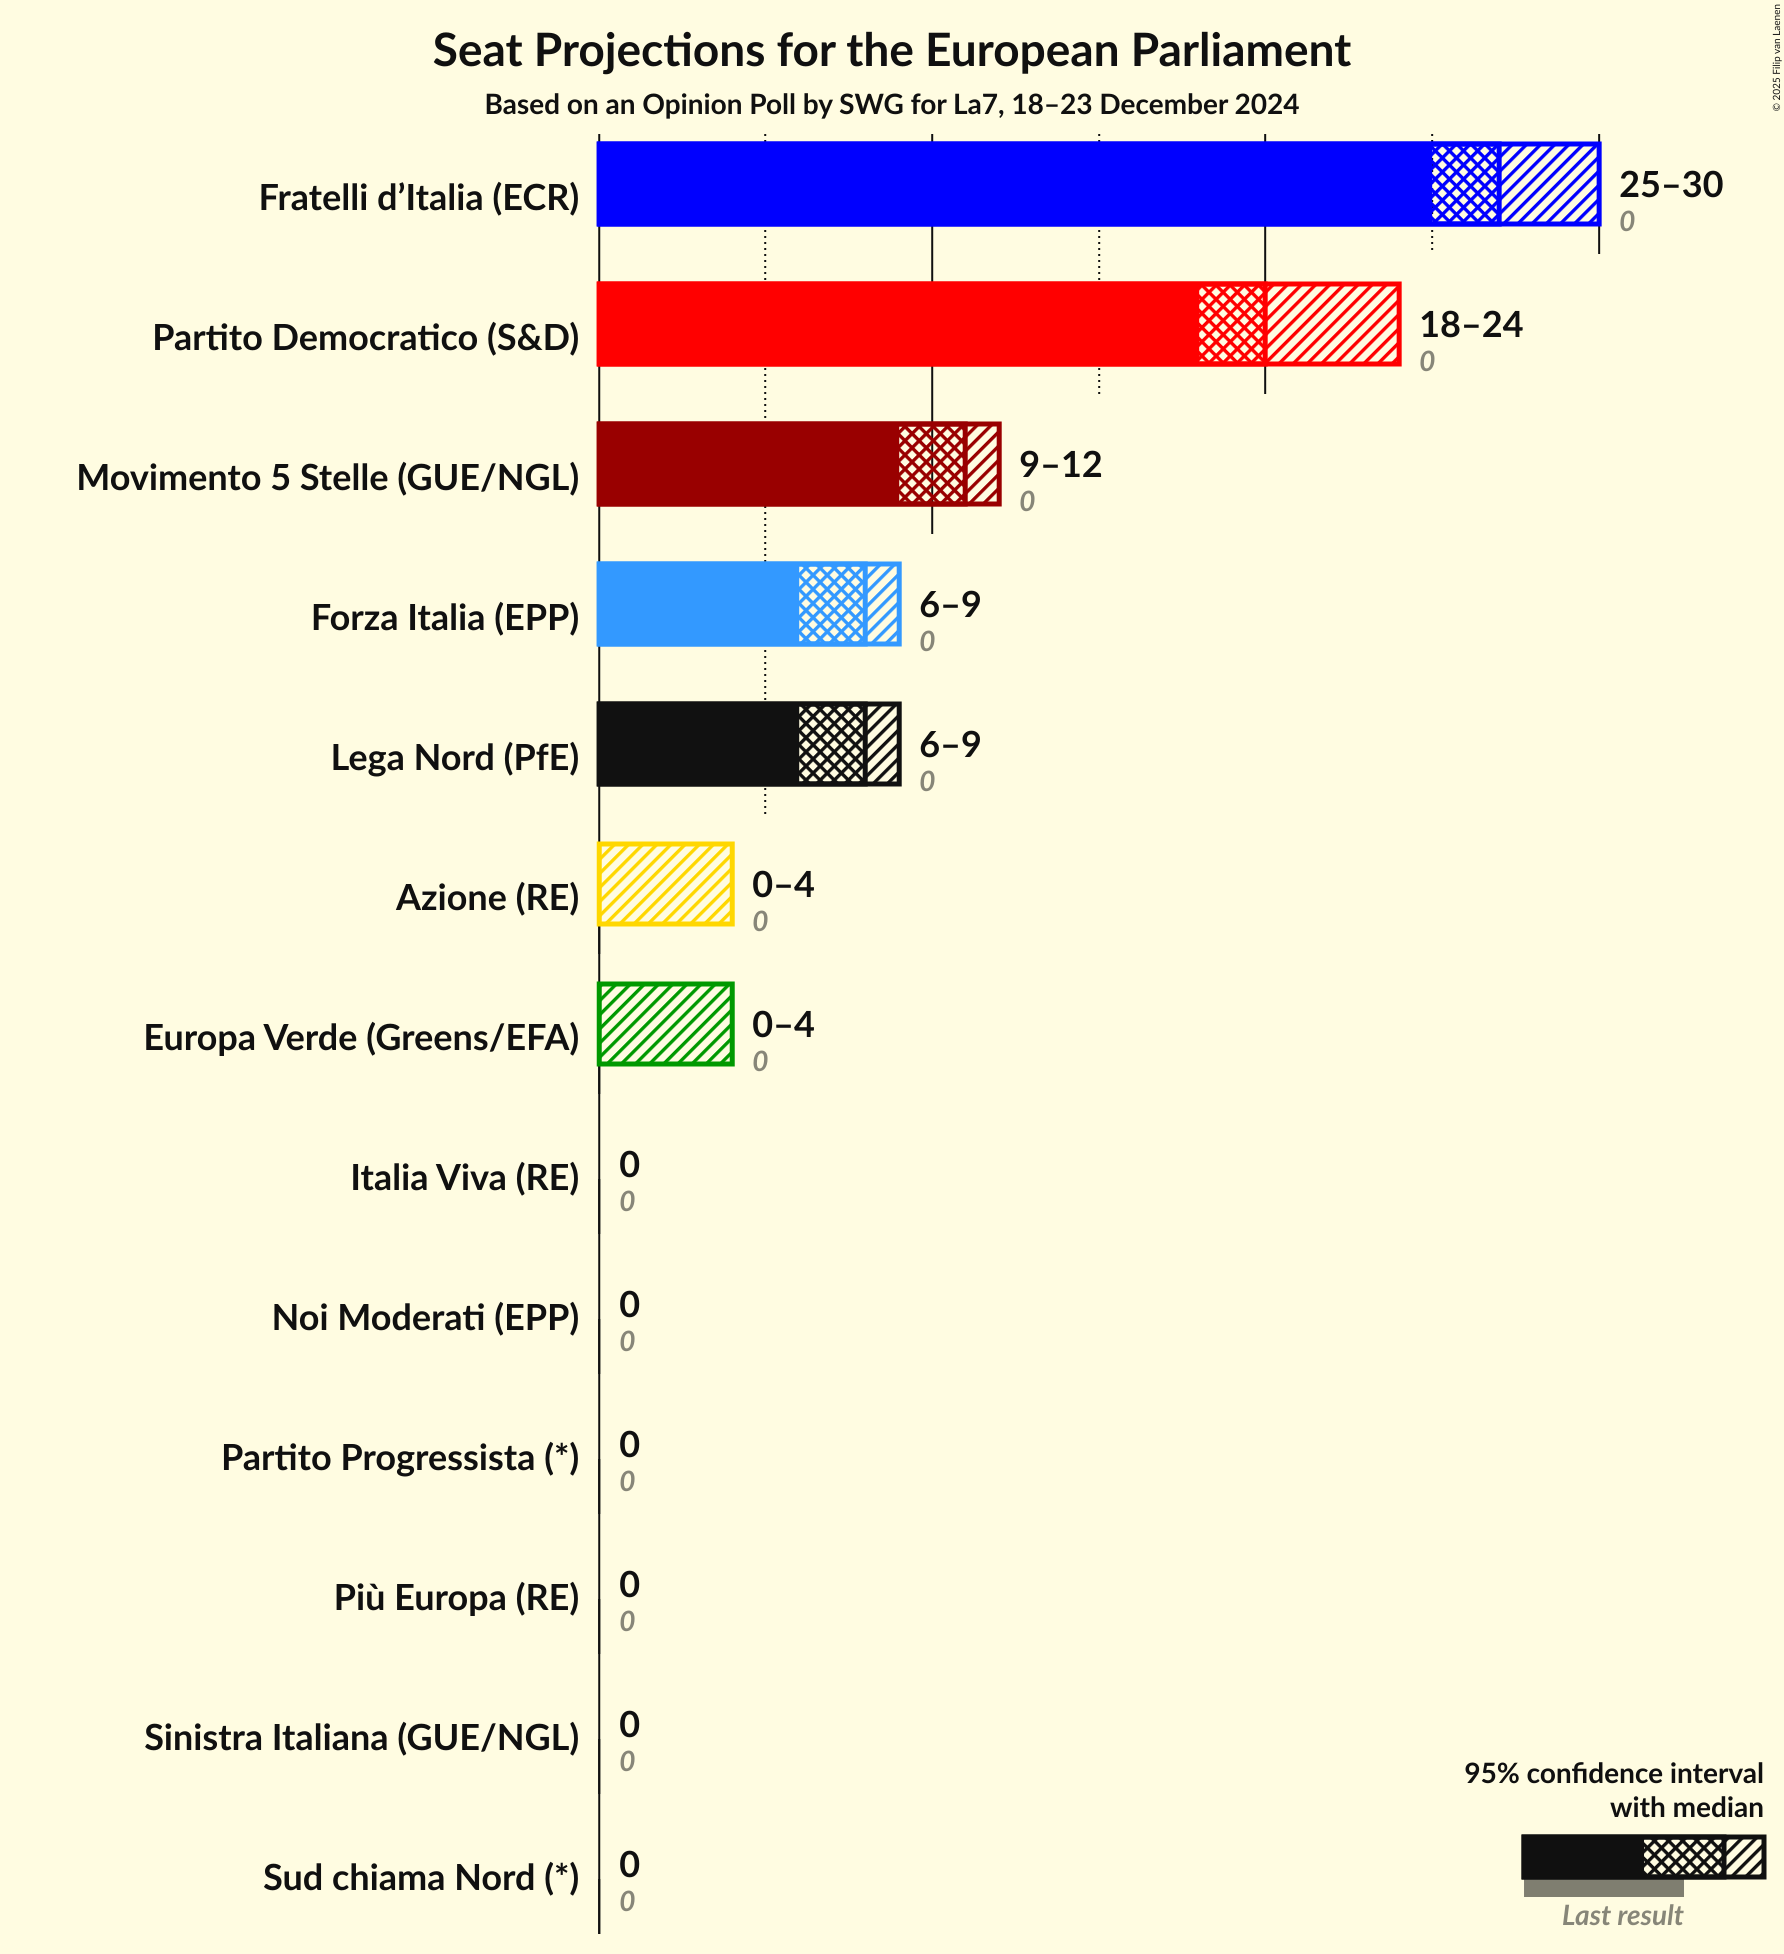 Seat Projections for the European Parliament
Based on an Opinion Poll by SWG for La7, 18–23 December 2024
© 2025 Filip van Laenen
Fratelli d’Italia (ECR)
25–30
0
Partito Democratico (S&D)
18–24
0
Movimento 5 Stelle (GUE/NGL)
9–12
0
Forza Italia (EPP)
6–9
0
Lega Nord (PfE)
6–9
0
Azione (RE)
0–4
0
Europa Verde (Greens/EFA)
0–4
0
Italia Viva (RE)
0
0
Noi Moderati (EPP)
0
0
Partito Progressista (*)
0
0
Più Europa (RE)
0
0
Sinistra Italiana (GUE/NGL)
0
0
Sud chiama Nord (*)
0
0
95% confidence interval
with median
Last result